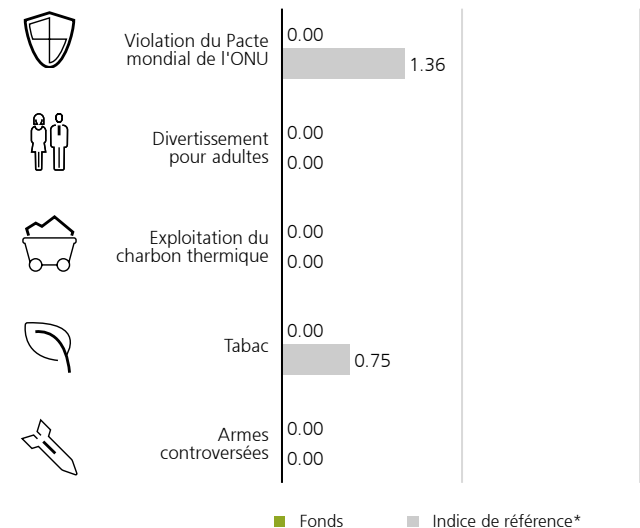 0.00
Violation du Pacte
mondial de l'ONU
1.36
0.00
Divertissement
pour adultes
0.00
0.00
Exploitation du
charbon thermique
0.00
0.00
Tabac
0.75
0.00
Armes
controversées
0.00
Fonds Indice de référence*